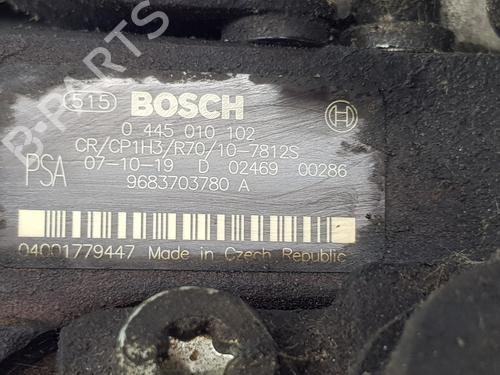 515 BOSCH
0 445 010 102
CR/CP1H3/R70/10-7812S
PSA 07-10-19 D 02469 00286
9683703780 A
04001779447 Made in Czech Republic
B-PARTS